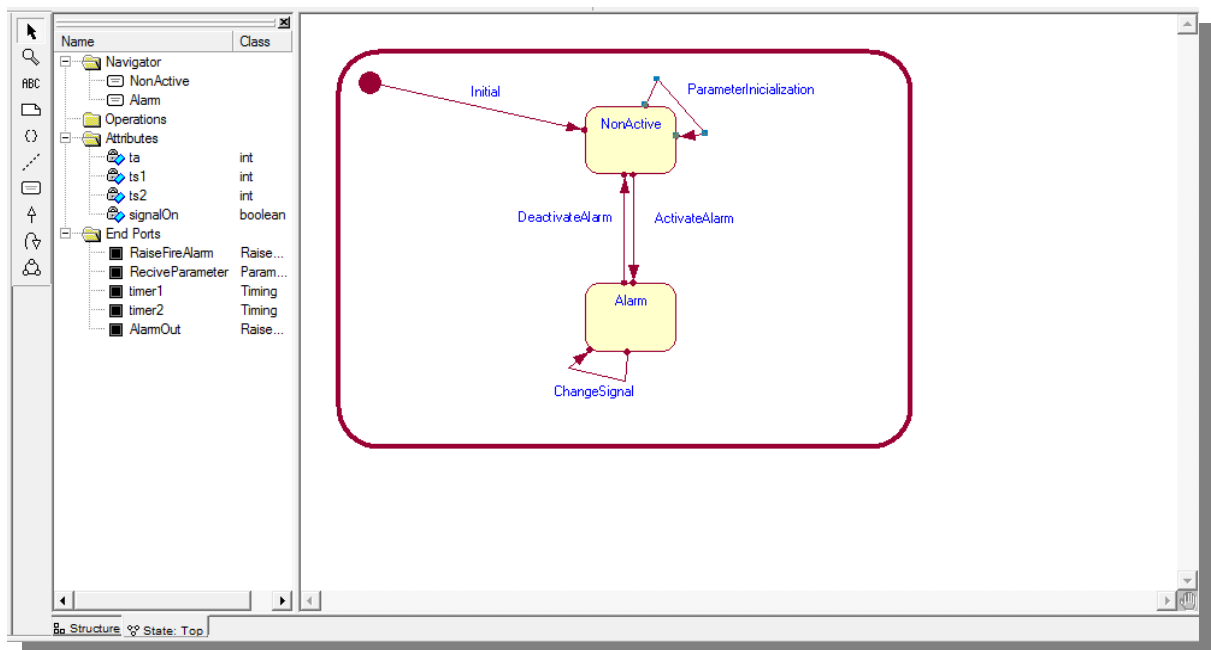 ABC
Name Class
Navigator
NonActive
Alarm
Operations
Attributes
ta int
ts1 int
ts2 int
signalOn boolean
End Ports
RaiseFireAlarm Raise...
ReciveParameter Param...
timer1 Timing
timer2 Timing
AlarmOut Raise...
Initial
ParameterInicialization
NonActive
DeactivateAlarm
ActivateAlarm
Alarm
ChangeSignal
Structure
State: Top